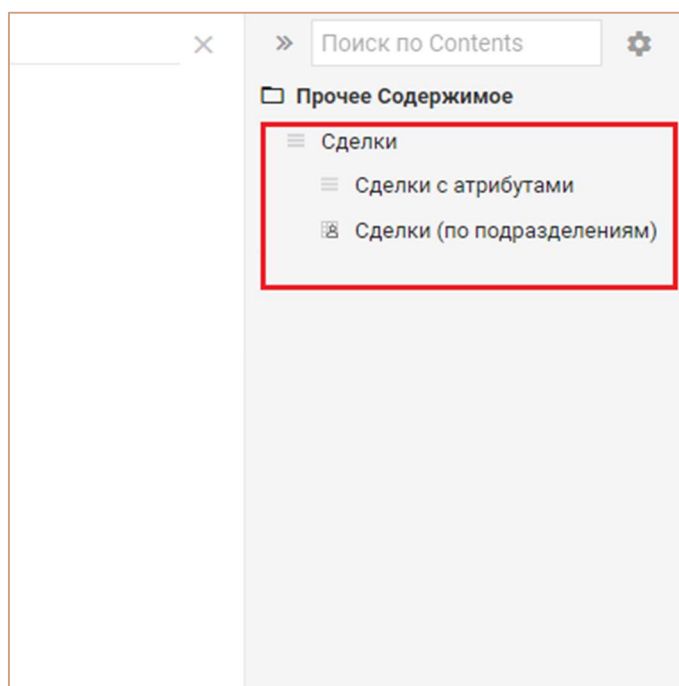 Поиск по Contents
Прочее Содержимое
Сделки
Сделки с атрибутами
Сделки (по подразделениям)